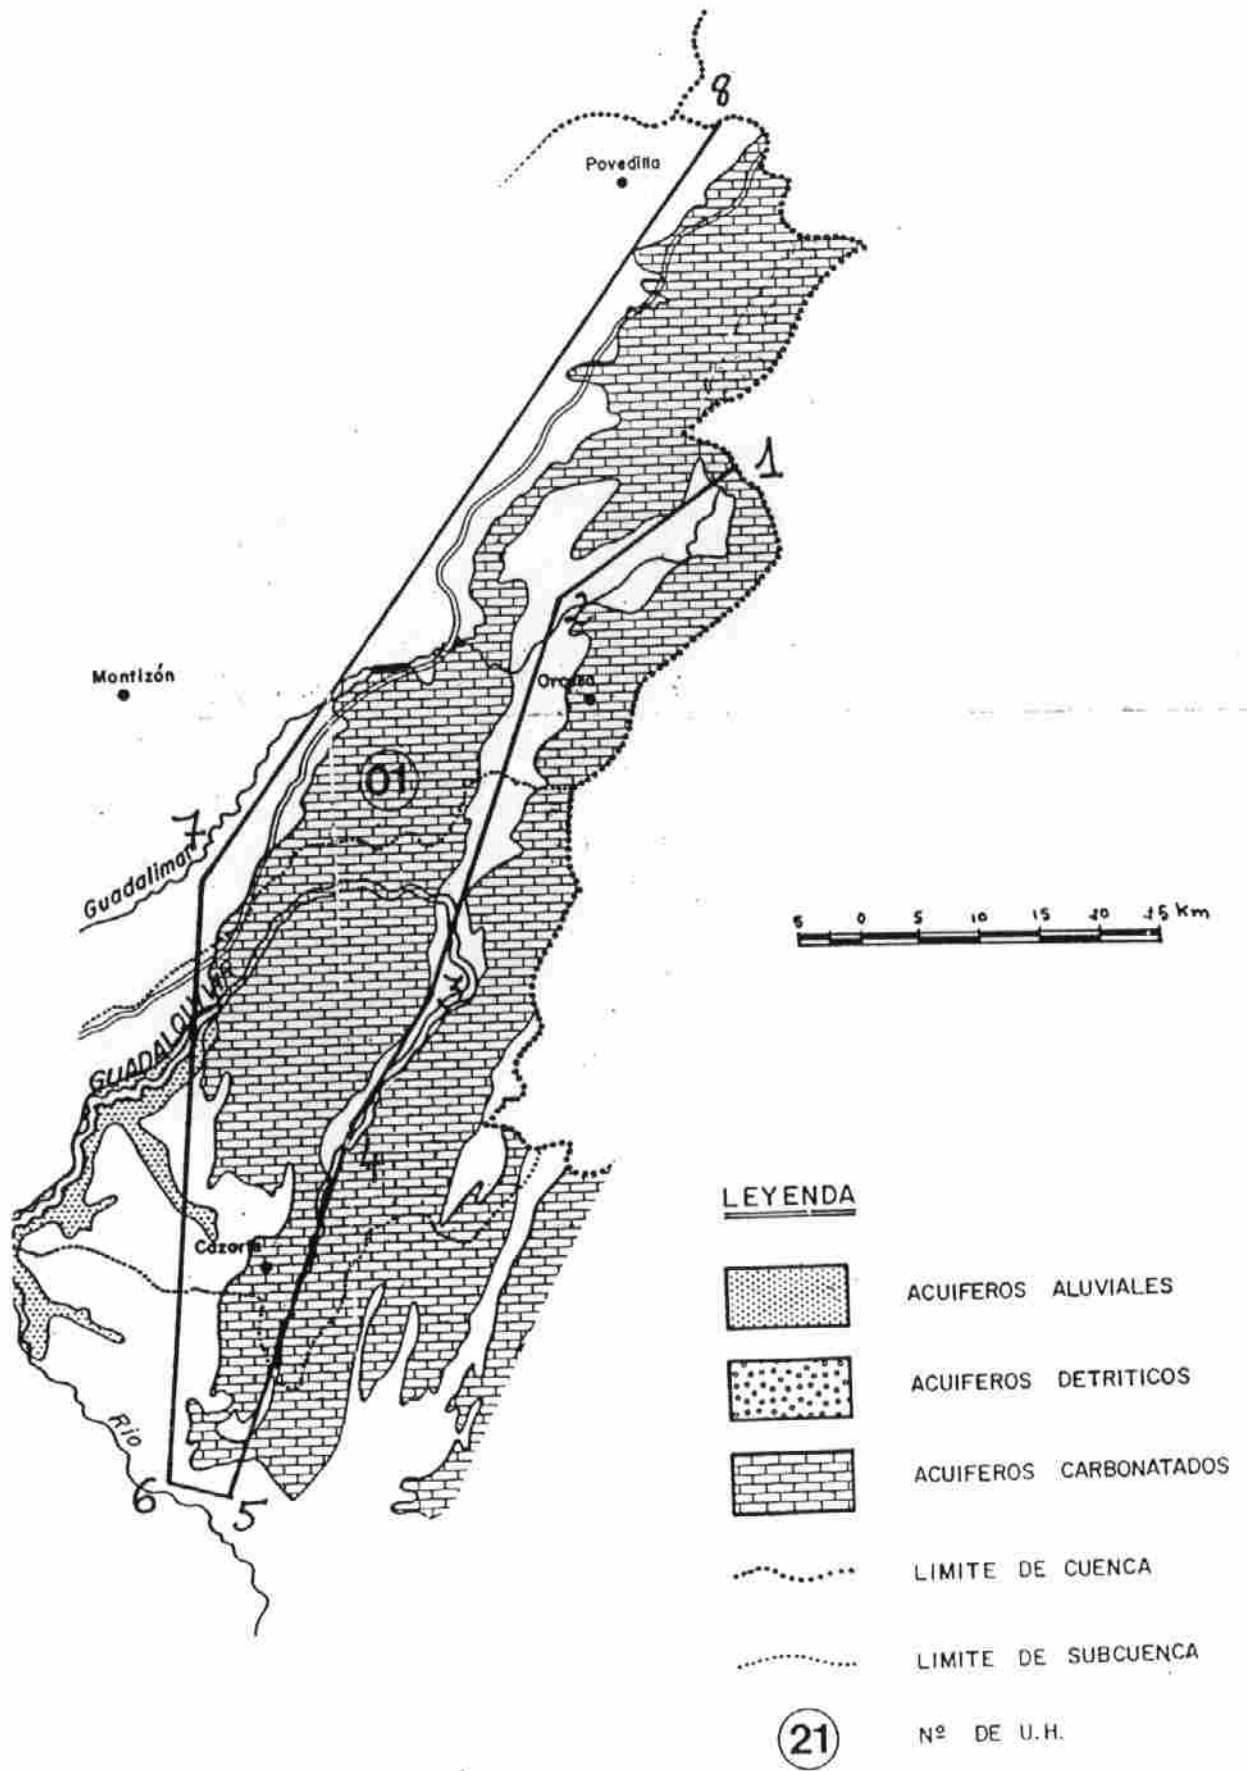 8
Povedilla
1
2
Orcera
Montizón
01
7
Guadalimar
5 0 5 10 15 20 25 km
GUADALQUIVIR
3
4
Cazorla
Rio
6
5
LEYENDA
ACUIFEROS ALUVIALES
ACUIFEROS DETRITICOS
ACUIFEROS CARBONATADOS
LIMITE DE CUENCA
LIMITE DE SUBCUENCA
21
Nº DE U.H.